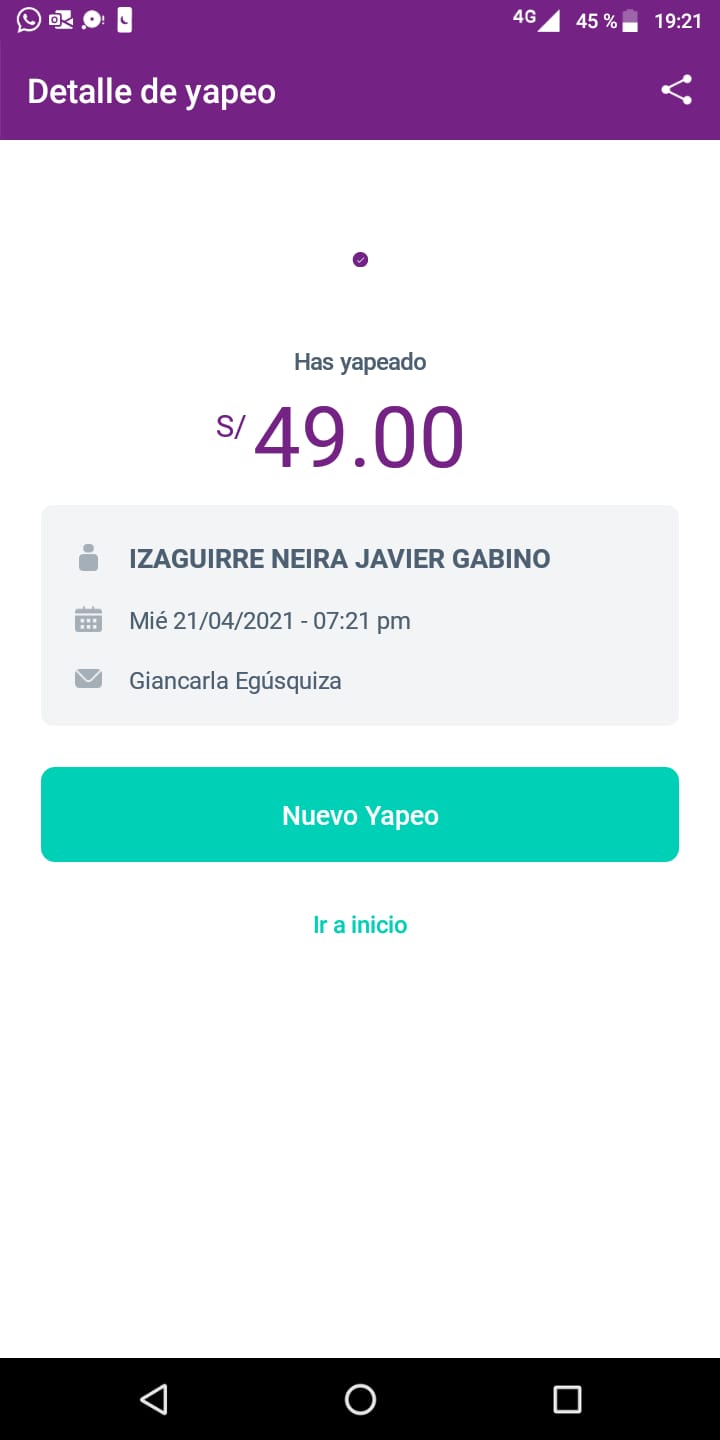 4G 45 % 19:21
Detalle de yapeo
Has yapeado
S/ 49.00
IZAGUIRRE NEIRA JAVIER GABINO
Mié 21/04/2021 - 07:21 pm
Giancarla Egúsquiza
Nuevo Yapeo
Ir a inicio